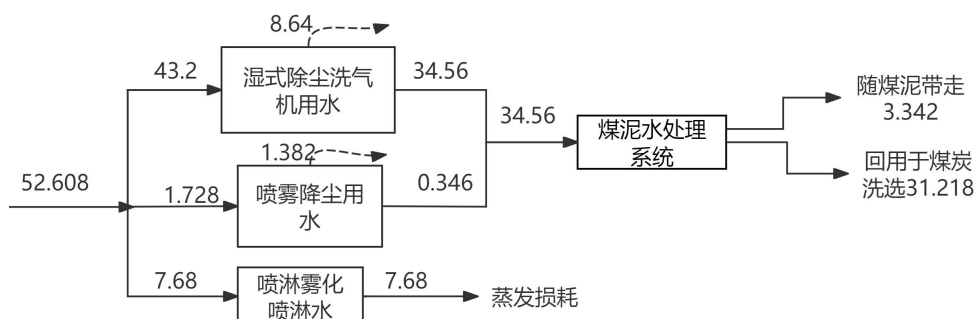 8.64
43.2
湿式除尘洗气
机用水
34.56
34.56
煤泥水处理
系统
随煤泥带走
3.342
回用于煤炭
洗选31.218
52.608
1.382
1.728
喷雾降尘用
水
0.346
7.68
喷淋雾化
喷淋水
7.68
蒸发损耗